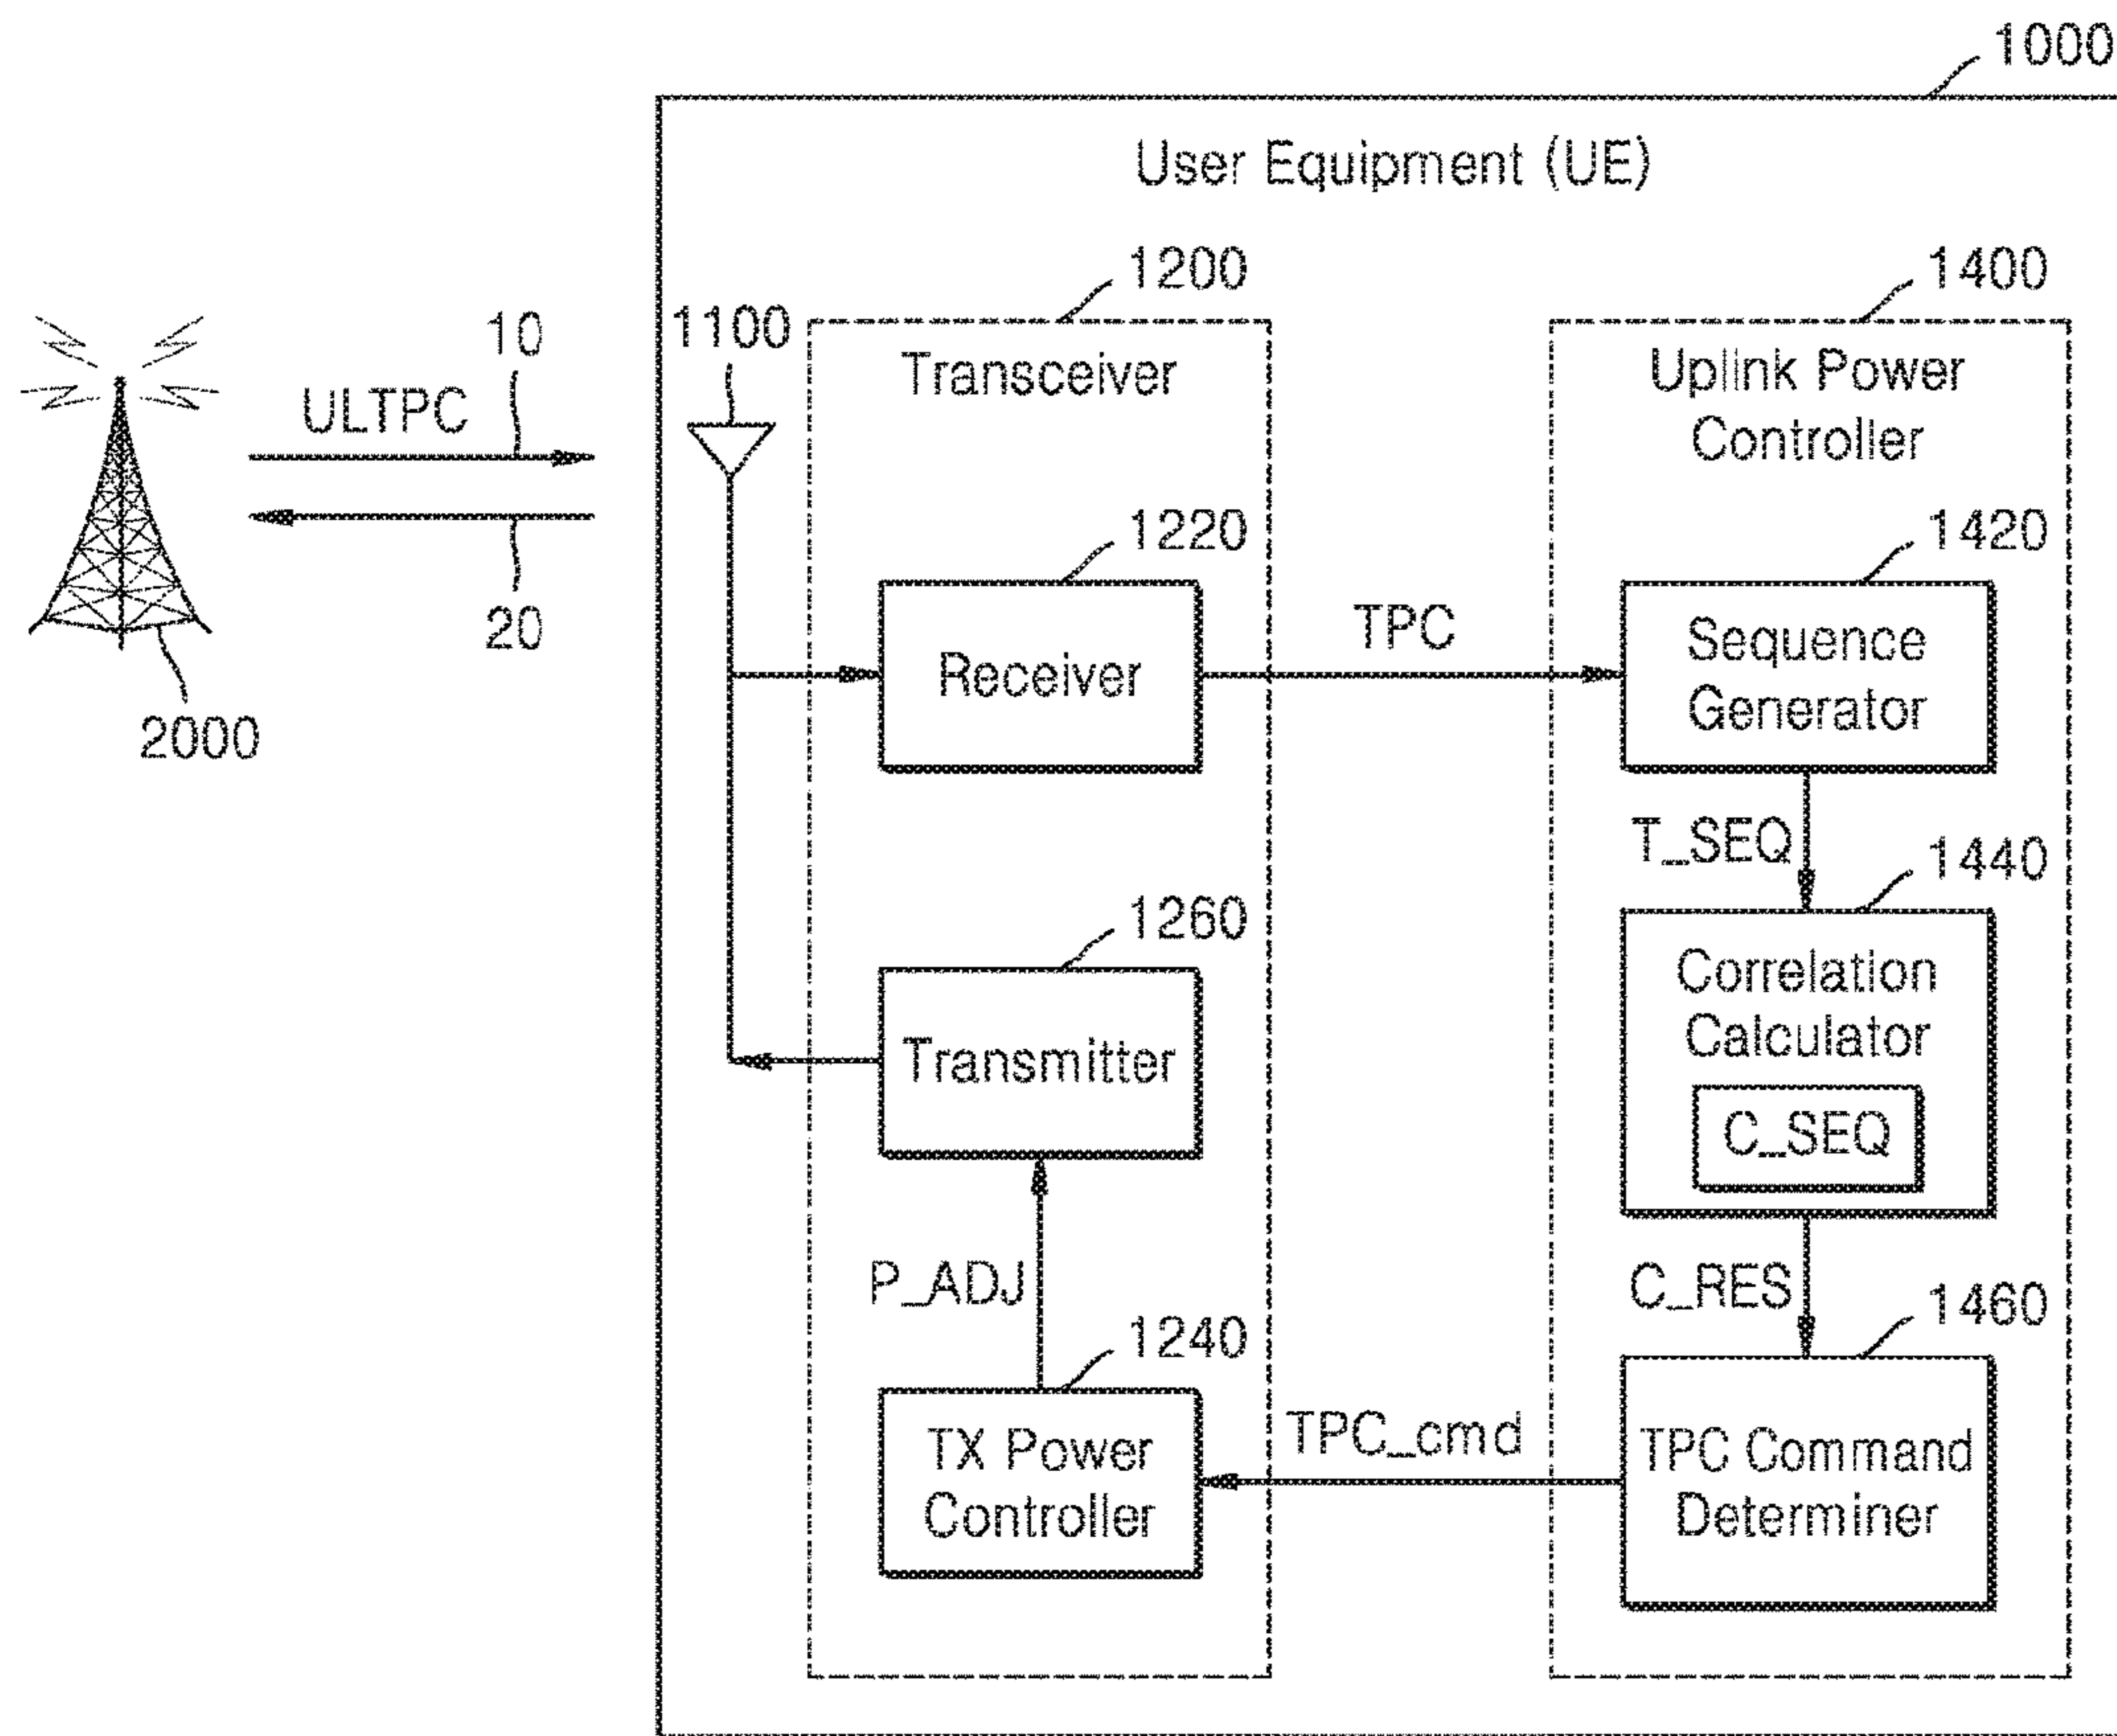 1000
User Equipment (UE)
1200
1400
1100
10
Transceiver
Uplink Power
Controller
ULTPC
20
2000
1220
1420
Receiver
TPC
Sequence
Generator
T_SEQ
1440
1260
Transmitter
Correlation
Calculator
C_SEQ
P_ADJ
C_RES
1240
1460
TX Power
Controller
TPC_cmd
TPC Command
Determiner